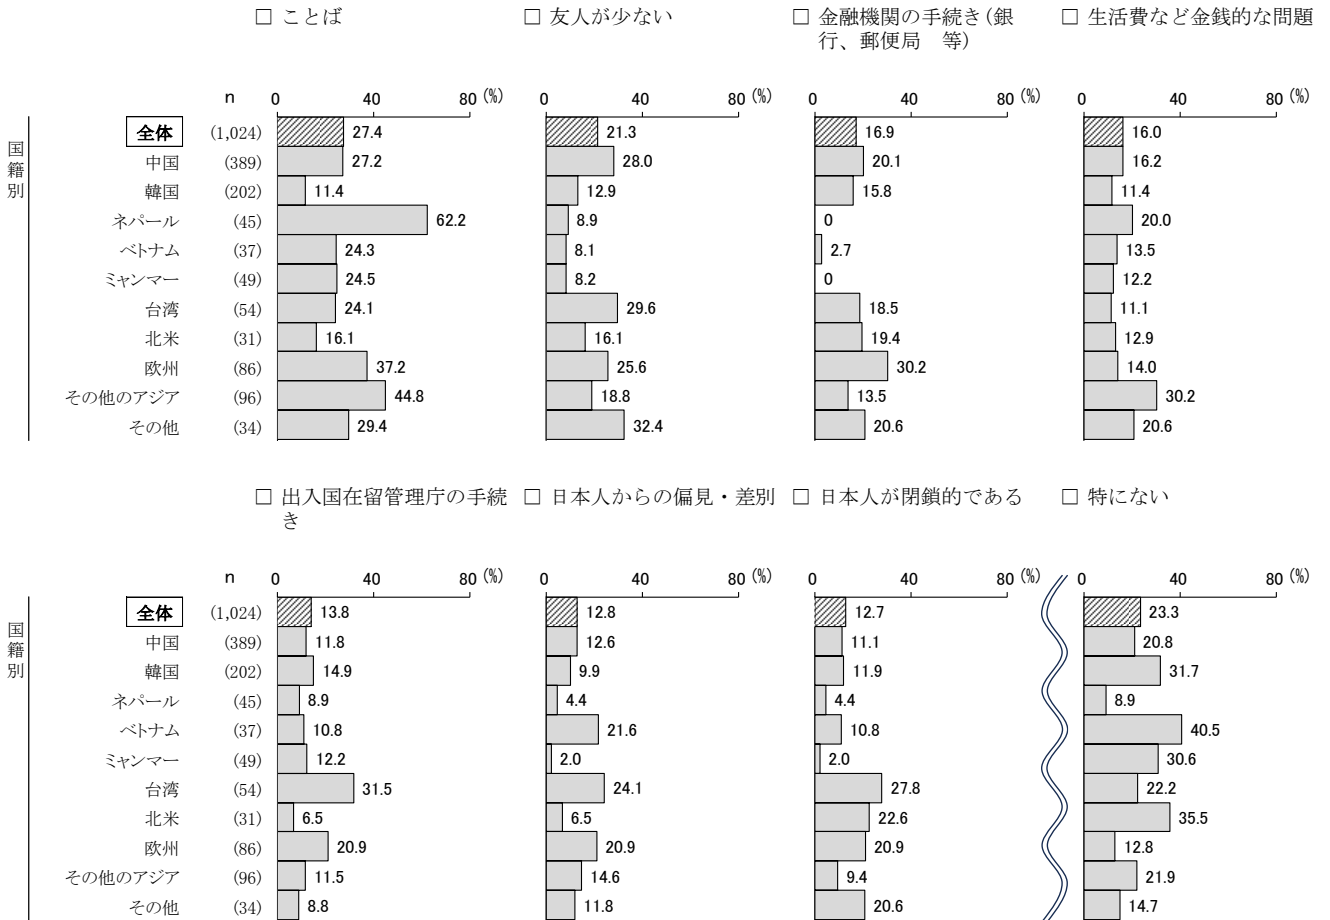 □ ことば □ 友人が少ない □ 金融機関の手続き(銀 □ 生活費など金銭的な問題
行、郵便局　等)
n 0 40 80 (%) 0 40 80 (%) 0 40 80 (%) 0 40 80 (%)
国籍別
全体 (1,024) 27.4 21.3 16.9 16.0
中国 (389) 27.2 28.0 20.1 16.2
韓国 (202) 11.4 12.9 15.8 11.4
ネパール (45) 62.2 8.9 0 20.0
ベトナム (37) 24.3 8.1 2.7 13.5
ミャンマー (49) 24.5 8.2 0 12.2
台湾 (54) 24.1 29.6 18.5 11.1
北米 (31) 16.1 16.1 19.4 12.9
欧州 (86) 37.2 25.6 30.2 14.0
その他のアジア (96) 44.8 18.8 13.5 30.2
その他 (34) 29.4 32.4 20.6 20.6
□ 出入国在留管理庁の手続 □ 日本人からの偏見・差別 □ 日本人が閉鎖的である □ 特にない
き
n 0 40 80 (%) 0 40 80 (%) 0 40 80 (%) 0 40 80 (%)
国籍別
全体 (1,024) 13.8 12.8 12.7 23.3
中国 (389) 11.8 12.6 11.1 20.8
韓国 (202) 14.9 9.9 11.9 31.7
ネパール (45) 8.9 4.4 4.4 8.9
ベトナム (37) 10.8 21.6 10.8 40.5
ミャンマー (49) 12.2 2.0 2.0 30.6
台湾 (54) 31.5 24.1 27.8 22.2
北米 (31) 6.5 6.5 22.6 35.5
欧州 (86) 20.9 20.9 20.9 12.8
その他のアジア (96) 11.5 14.6 9.4 21.9
その他 (34) 8.8 11.8 20.6 14.7